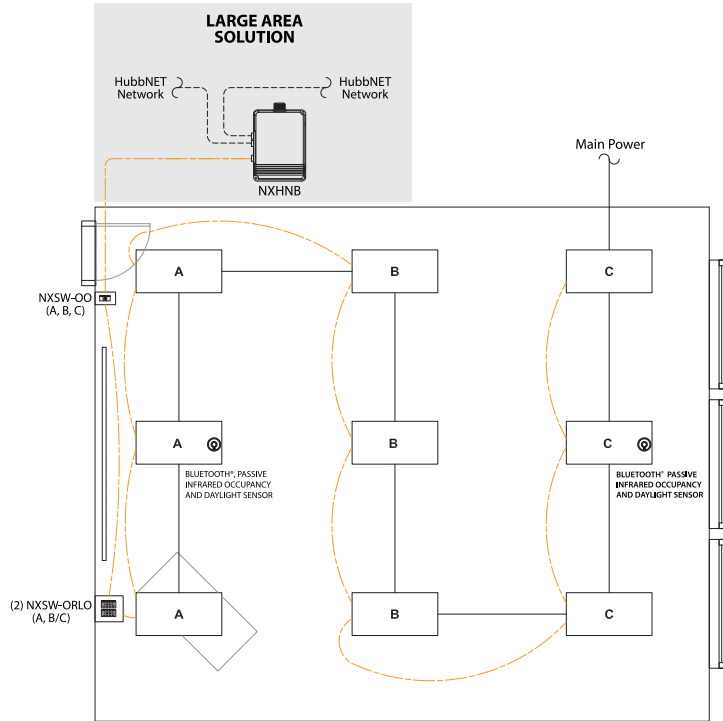 LARGE AREA
SOLUTION
HubbNET
Network
HubbNET
Network
NXHNB
Main Power
A
B
C
NXSW-OO
(A, B, C)
A
B
C
BLUETOOTH®, PASSIVE
INFRARED OCCUPANCY
AND DAYLIGHT SENSOR
BLUETOOTH® PASSIVE
INFRARED OCCUPANCY
AND DAYLIGHT SENSOR
(2) NXSW-ORLO
(A, B/C)
A
B
C